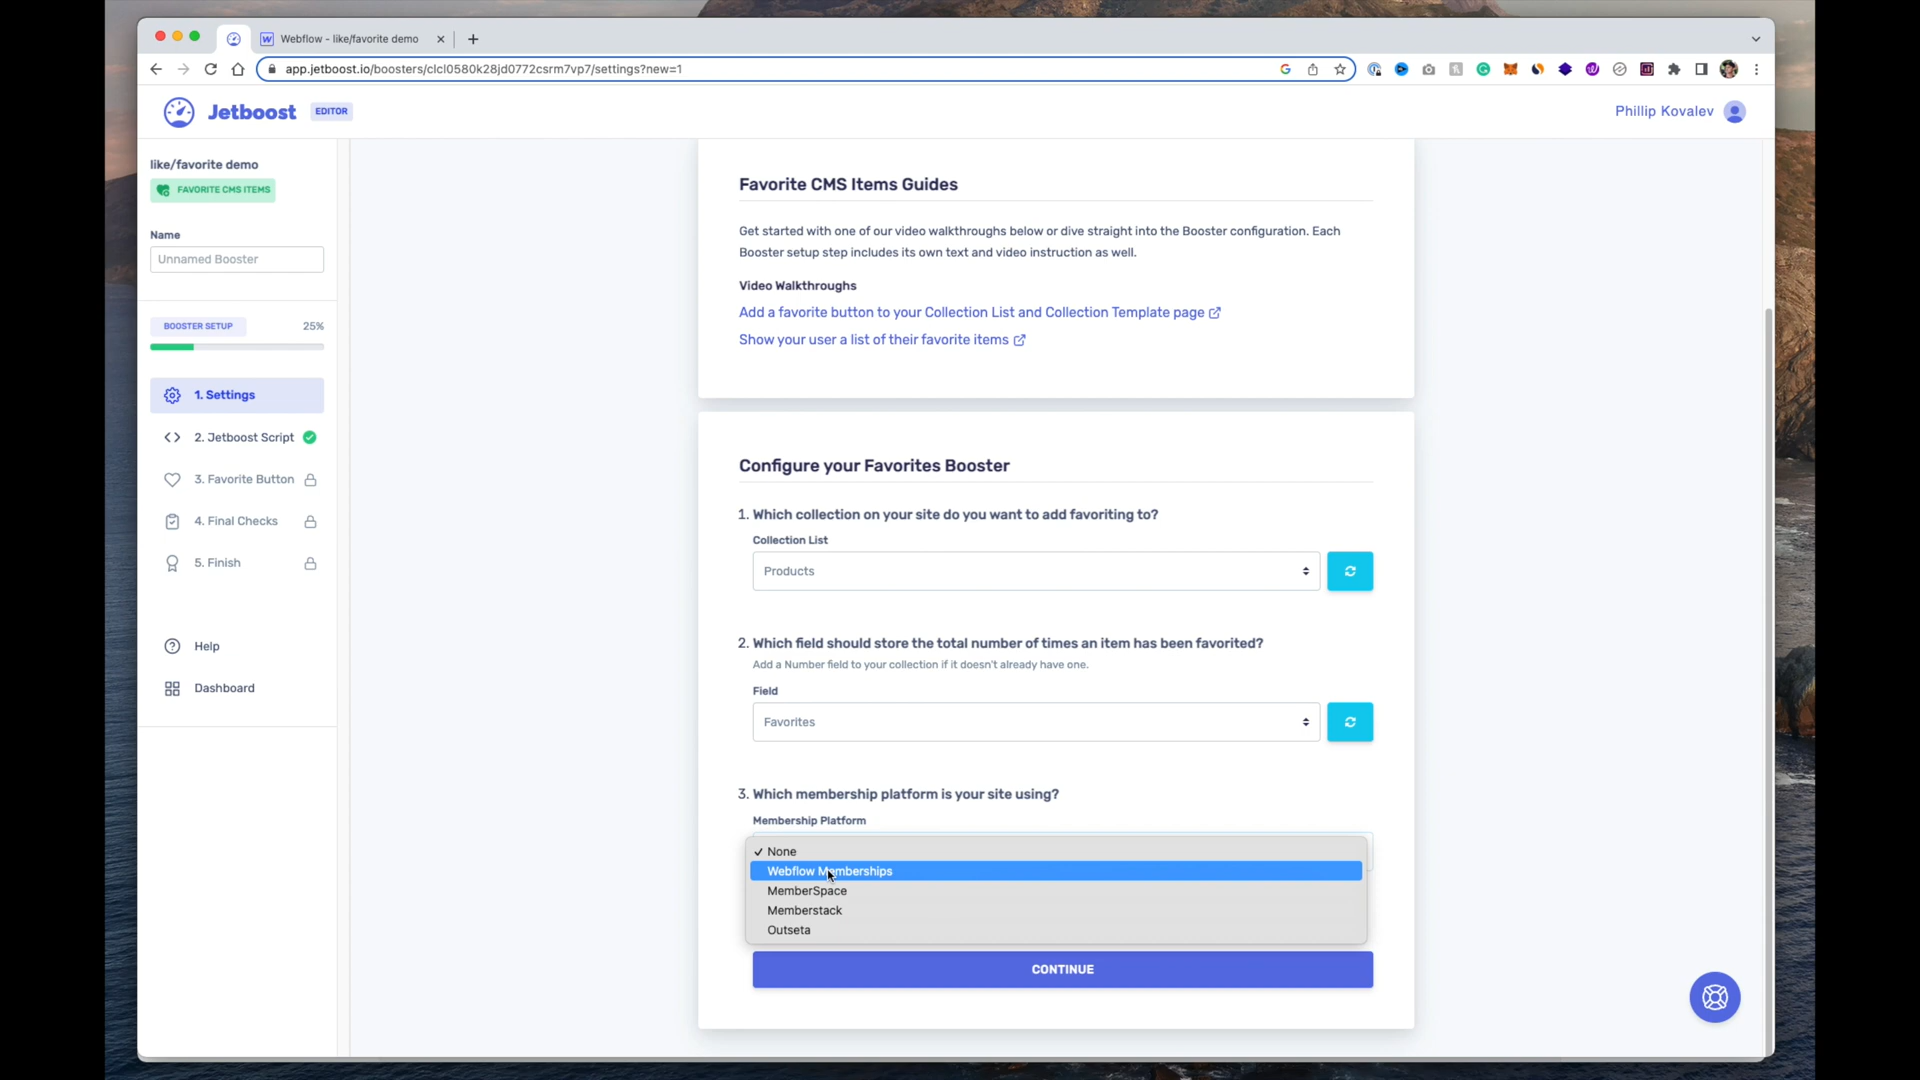 Webflow - like/favorite demo
app.jetboost.io/boosters/clcl0580k28jd0772csrm7vp7/settings?new=1
Jetboost EDITOR
Phillip Kovalev
like/favorite demo
FAVORITE CMS ITEMS
Name
Unnamed Booster
BOOSTER SETUP 25%
1. Settings
2. Jetboost Script
3. Favorite Button
4. Final Checks
5. Finish
Help
Dashboard
Favorite CMS Items Guides
Get started with one of our video walkthroughs below or dive straight into the Booster configuration. Each
Booster setup step includes its own text and video instruction as well.
Video Walkthroughs
Add a favorite button to your Collection List and Collection Template page
Show your user a list of their favorite items
Configure your Favorites Booster
1. Which collection on your site do you want to add favoriting to?
Collection List
Products
2. Which field should store the total number of times an item has been favorited?
Add a Number field to your collection if it doesn't already have one.
Field
Favorites
3. Which membership platform is your site using?
Membership Platform
✓ None
Webflow Memberships
MemberSpace
Memberstack
Outseta
CONTINUE